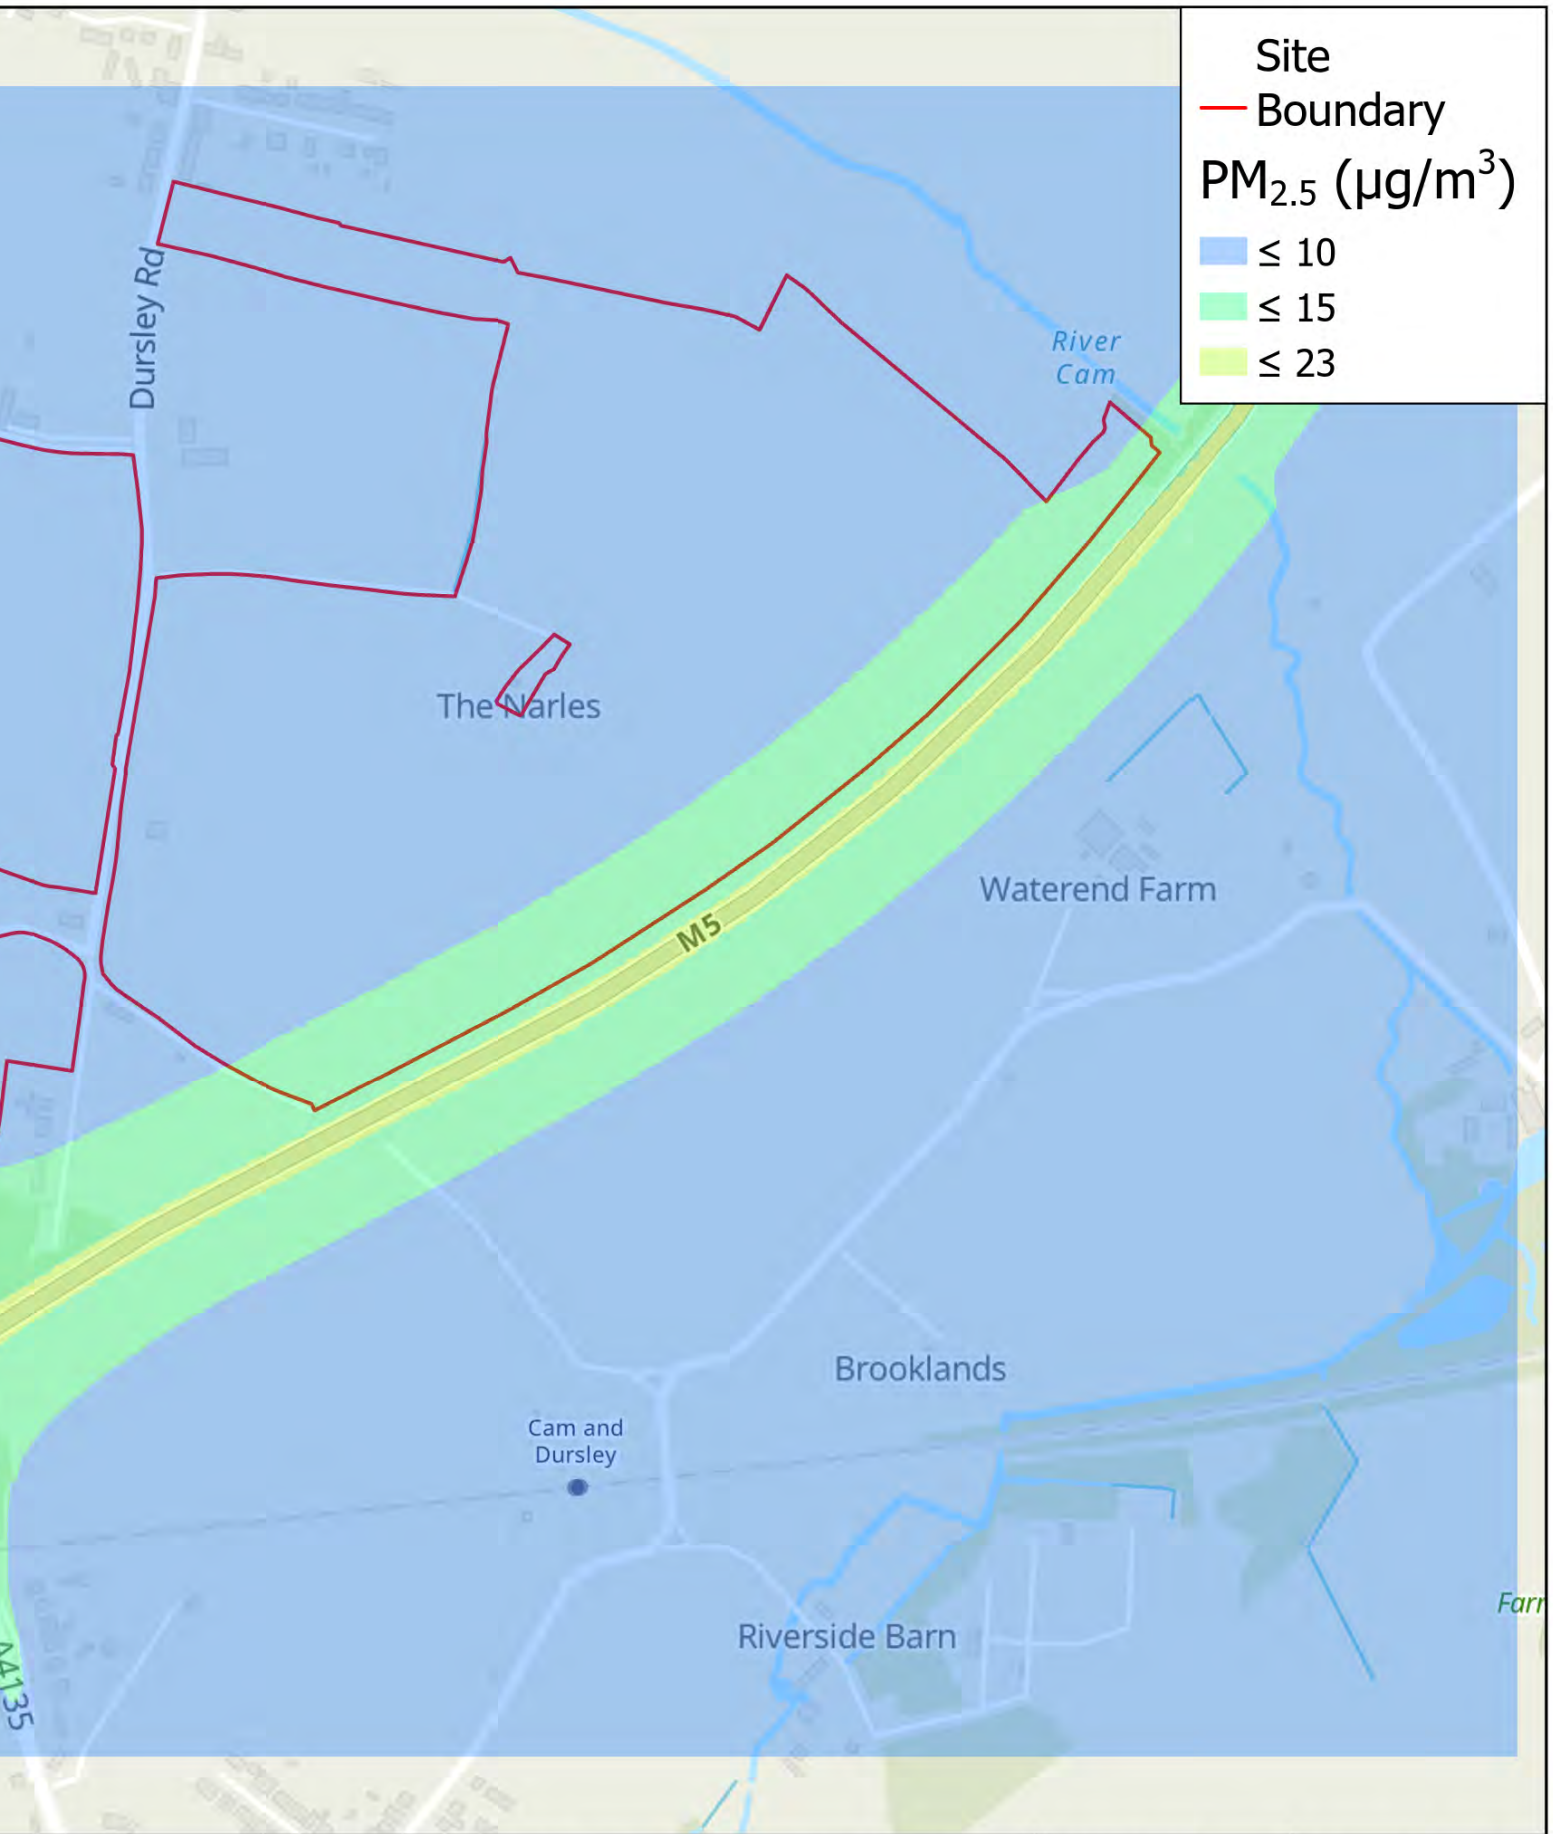 Site
Boundary
PM2.5 (µg/m³)
≤ 10
≤ 15
≤ 23
Dursley Rd
River
Cam
The Narles
Waterend Farm
M5
Brooklands
Cam and
Dursley
Riverside Barn
Farr
A4135